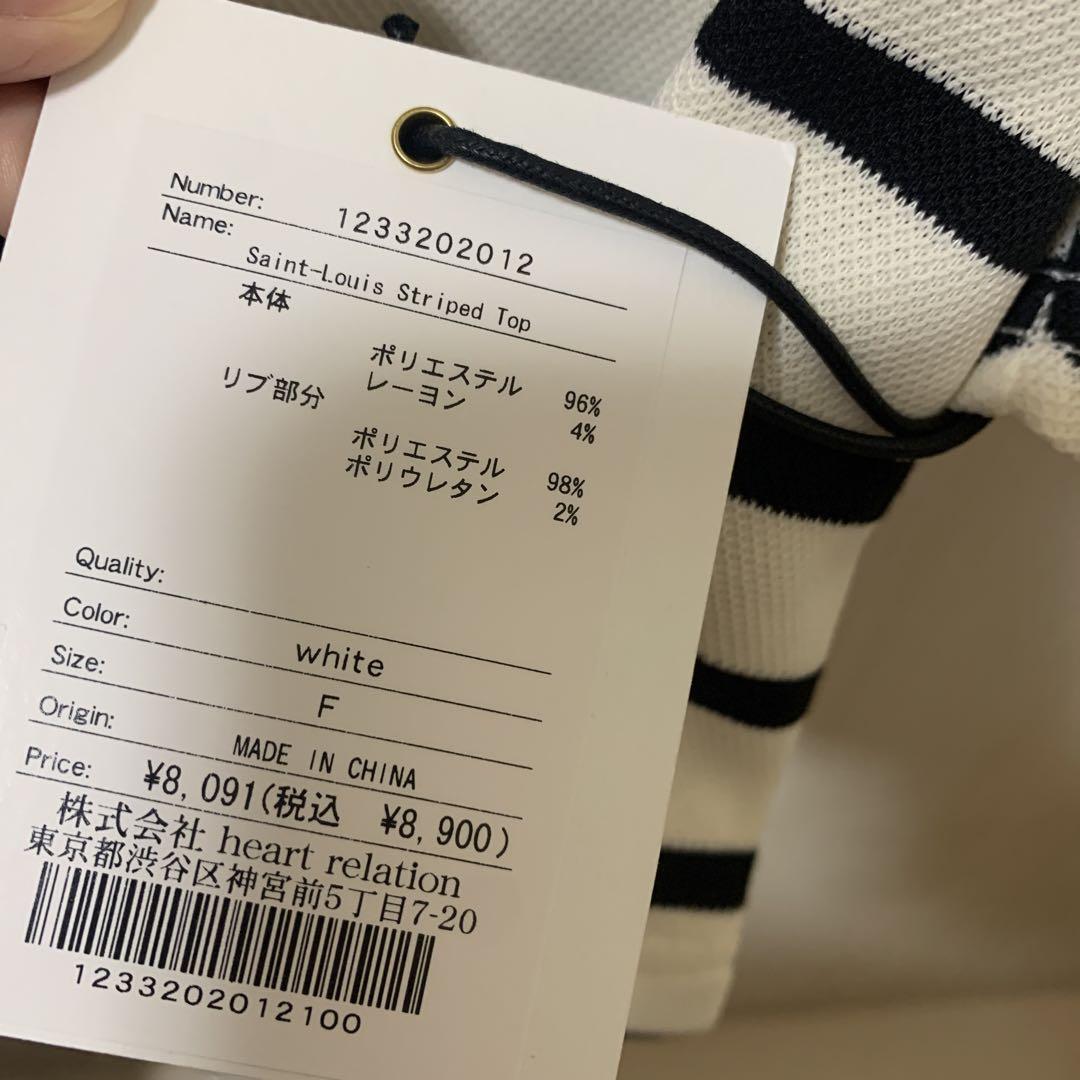 Number: 1233202012
Name:
Saint-Louis Striped Top
本体
ポリエステル 96%
レーヨン 4%
リブ部分
ポリエステル 98%
ポリウレタン 2%
Quality:
Color: white
Size: F
Origin: MADE IN CHINA
Price: ¥8,091(税込 ¥8,900)
株式会社 heart relation
東京都渋谷区神宮前5丁目7-20
1233202012100